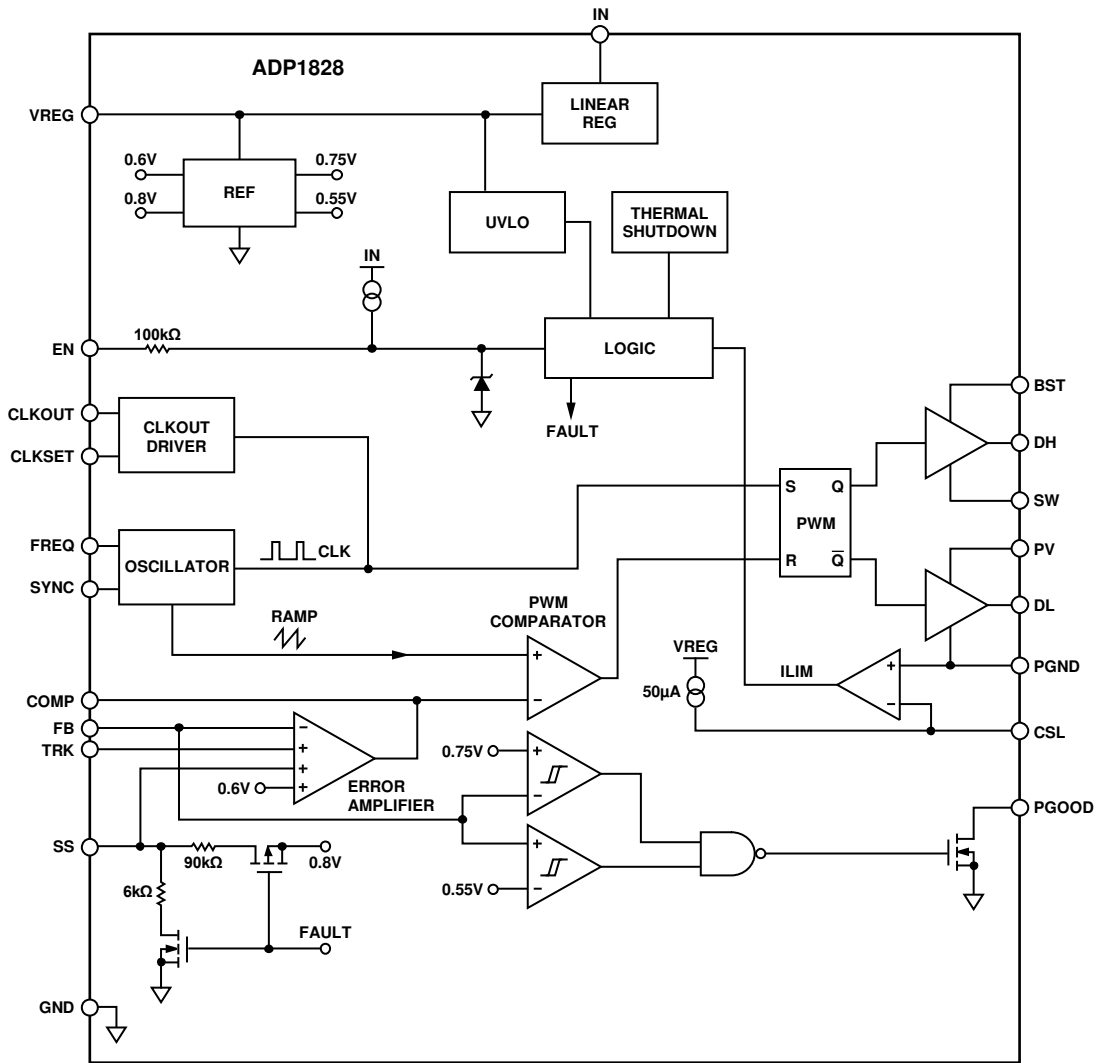 IN
ADP1828
LINEAR
REG
VREG
0.6V
0.75V
REF
0.8V
0.55V
UVLO
THERMAL
SHUTDOWN
IN
EN
100kΩ
LOGIC
FAULT
CLKOUT
CLKSET
CLKOUT
DRIVER
BST
DH
SW
S
Q
PWM
R
Q̅
FREQ
SYNC
OSCILLATOR
CLK
PV
DL
RAMP
PWM
COMPARATOR
+
−
VREG
50µA
ILIM
+
−
PGND
CSL
COMP
FB
TRK
−
+
+
+
0.6V
ERROR
AMPLIFIER
0.75V
+
−
+
0.55V
−
PGOOD
SS
90kΩ
0.8V
6kΩ
FAULT
GND